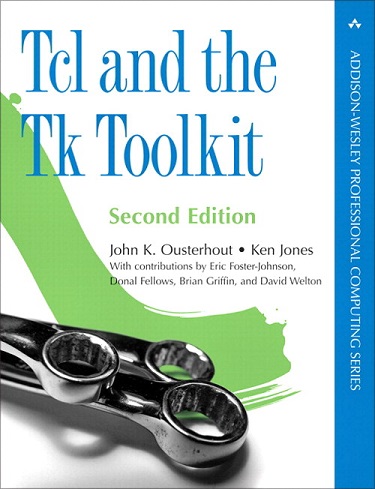 Tcl and the
Tk Toolkit
Second Edition
John K. Ousterhout • Ken Jones
With contributions by Eric Foster-Johnson,
Donal Fellows, Brian Griffin, and David Welton
ADDISON-WESLEY PROFESSIONAL COMPUTING SERIES